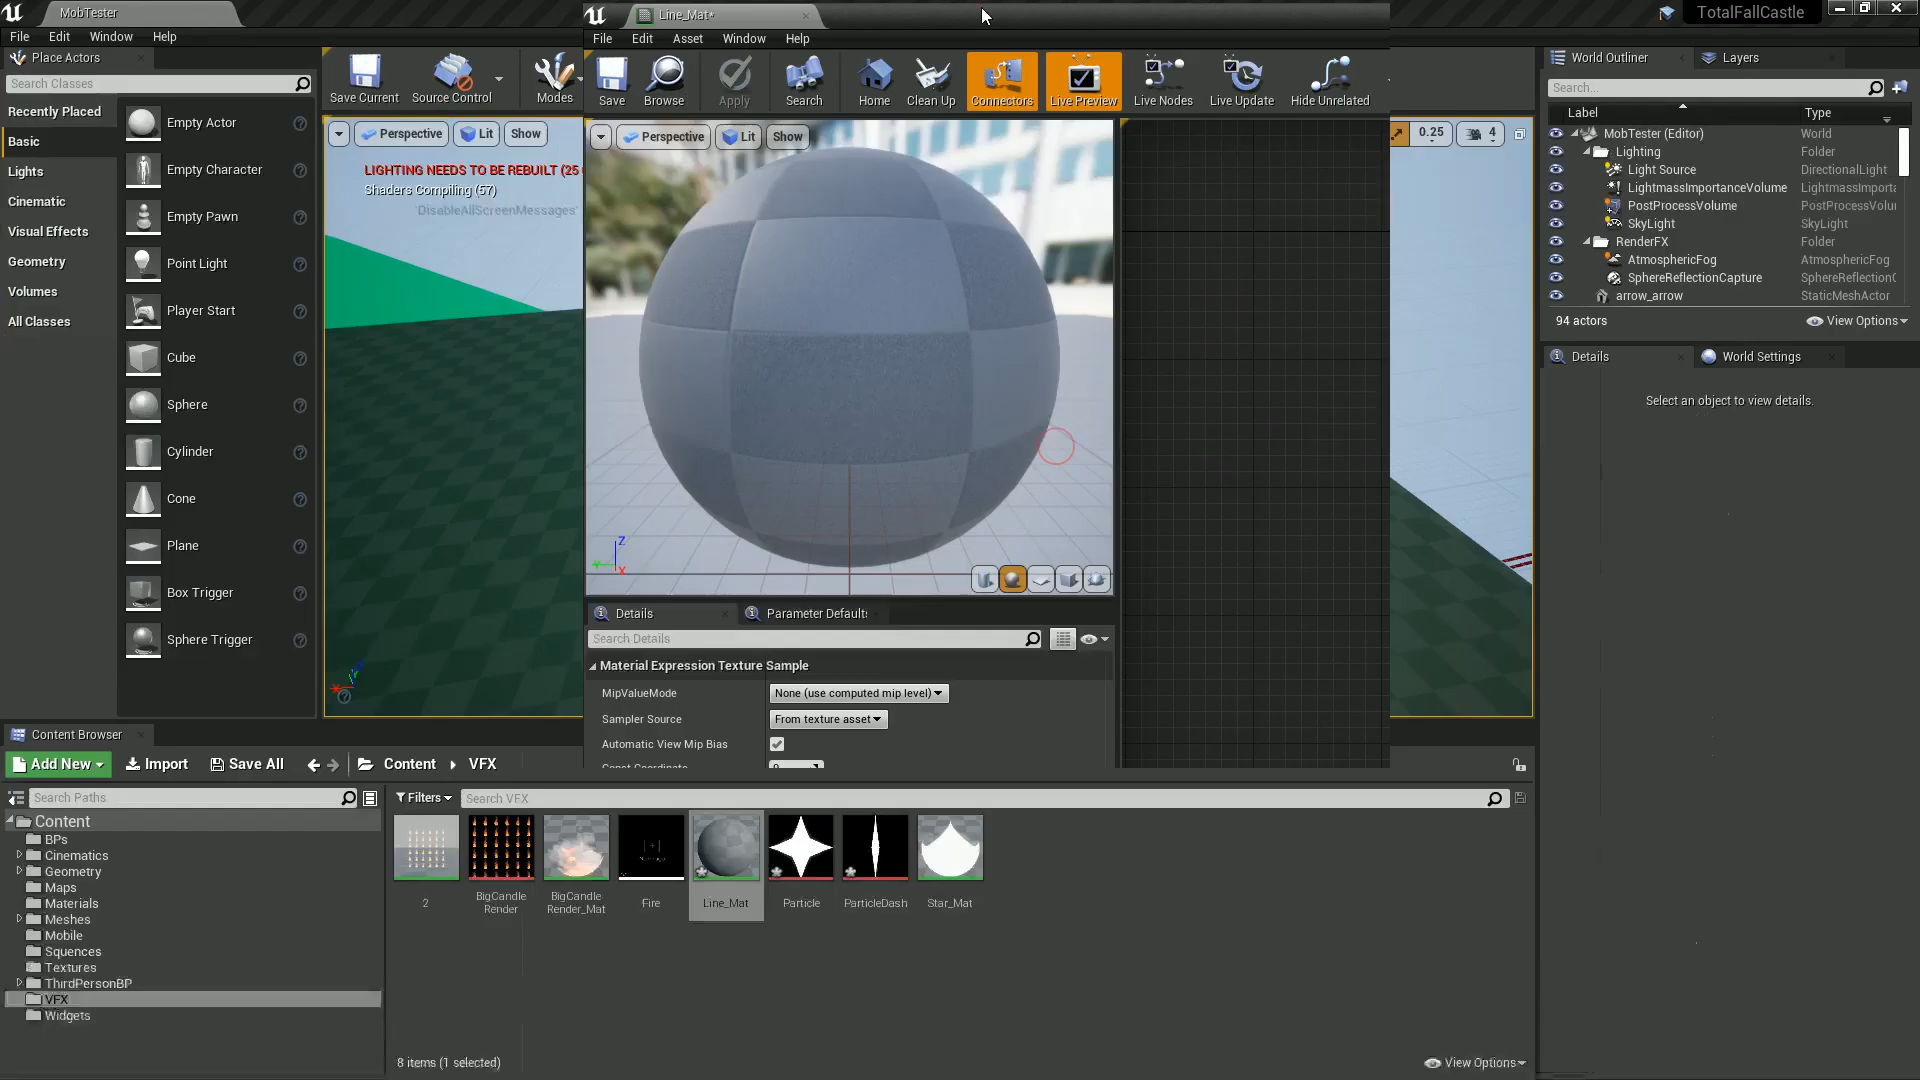 MobTester
Line_Mat*
TotalFallCastle
File Edit Window Help
File Edit Asset Window Help
Place Actors
Search Classes
Recently Placed
Basic
Lights
Cinematic
Visual Effects
Geometry
Volumes
All Classes
Empty Actor
Empty Character
Empty Pawn
Point Light
Player Start
Cube
Sphere
Cylinder
Cone
Plane
Box Trigger
Sphere Trigger
Save Current
Source Control
Modes
Perspective
Lit
Show
LIGHTING NEEDS TO BE REBUILT (25
Shaders Compiling (57)
'DisableAllScreenMessages'
Save
Browse
Apply
Search
Home
Clean Up
Connectors
Live Preview
Live Nodes
Live Update
Hide Unrelated
Perspective
Lit
Show
Z
Y
X
Details
Parameter Defaults
Search Details
Material Expression Texture Sample
MipValueMode
None (use computed mip level)
Sampler Source
From texture asset
Automatic View Mip Bias
Const Coordinate
0.25
4
World Outliner
Layers
Search...
Label Type
MobTester (Editor) World
Lighting Folder
Light Source DirectionalLight
LightmassImportanceVolume LightmassImporta
PostProcessVolume PostProcessVolu
SkyLight SkyLight
RenderFX Folder
AtmosphericFog AtmosphericFog
SphereReflectionCapture SphereReflectionC
arrow_arrow StaticMeshActor
94 actors
View Options
Details
World Settings
Select an object to view details.
Content Browser
Add New
Import
Save All
Content
VFX
Search Paths
Filters
Search VFX
Content
BPs
Cinematics
Geometry
Maps
Materials
Meshes
Mobile
Squences
Textures
ThirdPersonBP
VFX
Widgets
2
BigCandle
Render
BigCandle
Render_Mat
Fire
Line_Mat
Particle
ParticleDash
Star_Mat
8 items (1 selected)
View Options